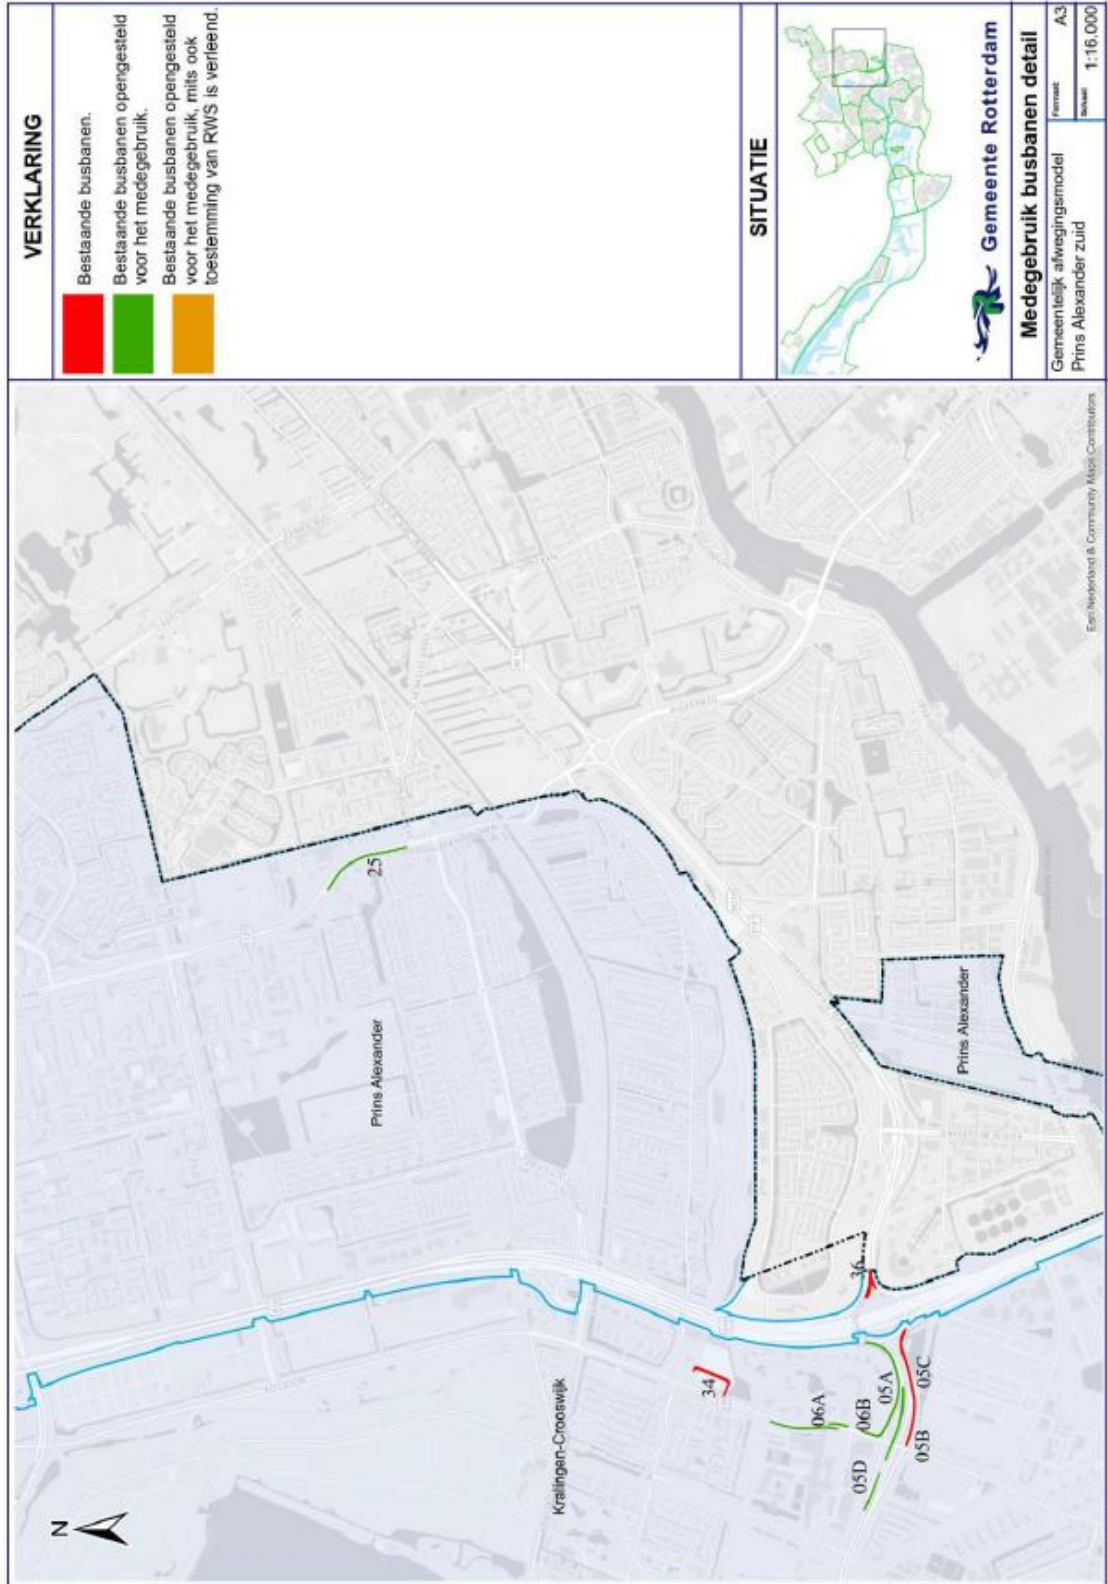 VERKLARING
Bestaande busbanen.
Bestaande busbanen opengesteld
voor het medegebruik.
Bestaande busbanen opengesteld
voor het medegebruik, mits ook
toestemming van RWS is verleend.
SITUATIE
Gemeente Rotterdam
Medegebruik busbanen detail
Gemeentelijk afwegingsmodel
Prins Alexander zuid
Formaat
A3
Schaal
1:16.000
N
Prins Alexander
25
Prins Alexander
Kralingen-Crooswijk
34
36
06A
06B
05A
05C
05B
05D
Esri Nederland & Community Maps Contributors